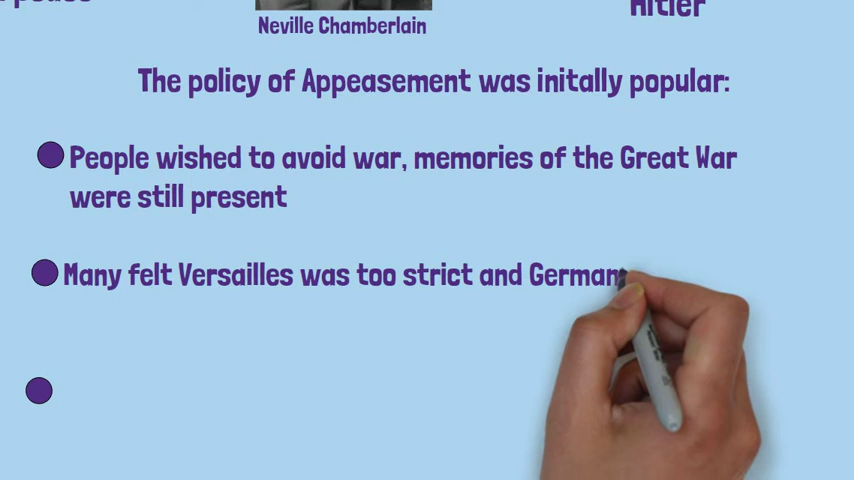 peace
Neville Chamberlain
Hitler
The policy of Appeasement was initally popular:
People wished to avoid war, memories of the Great War
were still present
Many felt Versailles was too strict and German